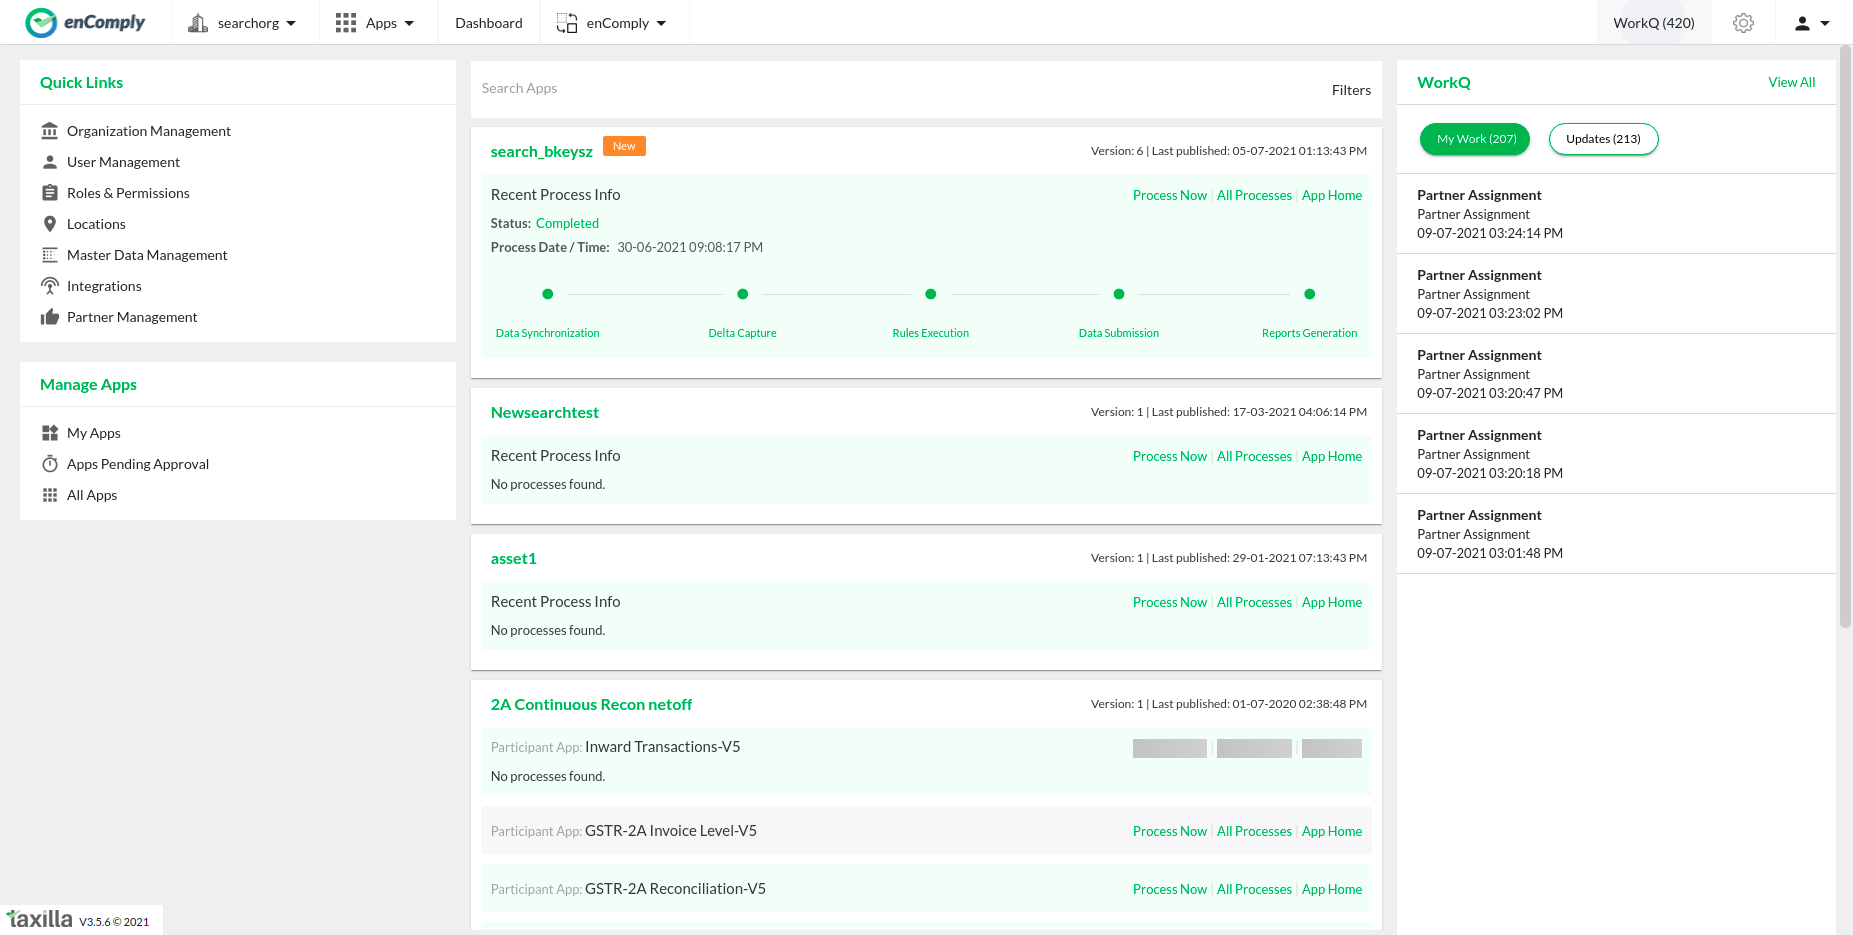 enComply
searchorg
Apps
Dashboard
enComply
WorkQ (420)
Quick Links
Organization Management
User Management
Roles & Permissions
Locations
Master Data Management
Integrations
Partner Management
Manage Apps
My Apps
Apps Pending Approval
All Apps
Search Apps
Filters
search_bkeysz New
Version: 6 | Last published: 05-07-2021 01:13:43 PM
Recent Process Info
Process Now | All Processes | App Home
Status: Completed
Process Date / Time: 30-06-2021 09:08:17 PM
Data Synchronization
Delta Capture
Rules Execution
Data Submission
Reports Generation
Newsearchtest
Version: 1 | Last published: 17-03-2021 04:06:14 PM
Recent Process Info
Process Now | All Processes | App Home
No processes found.
asset1
Version: 1 | Last published: 29-01-2021 07:13:43 PM
Recent Process Info
Process Now | All Processes | App Home
No processes found.
2A Continuous Recon netoff
Version: 1 | Last published: 01-07-2020 02:38:48 PM
Participant App: Inward Transactions-V5
No processes found.
Participant App: GSTR-2A Invoice Level-V5
Process Now | All Processes | App Home
Participant App: GSTR-2A Reconciliation-V5
Process Now | All Processes | App Home
WorkQ
View All
My Work (207)
Updates (213)
Partner Assignment
Partner Assignment
09-07-2021 03:24:14 PM
Partner Assignment
Partner Assignment
09-07-2021 03:23:02 PM
Partner Assignment
Partner Assignment
09-07-2021 03:20:47 PM
Partner Assignment
Partner Assignment
09-07-2021 03:20:18 PM
Partner Assignment
Partner Assignment
09-07-2021 03:01:48 PM
taxilla V3.5.6 © 2021